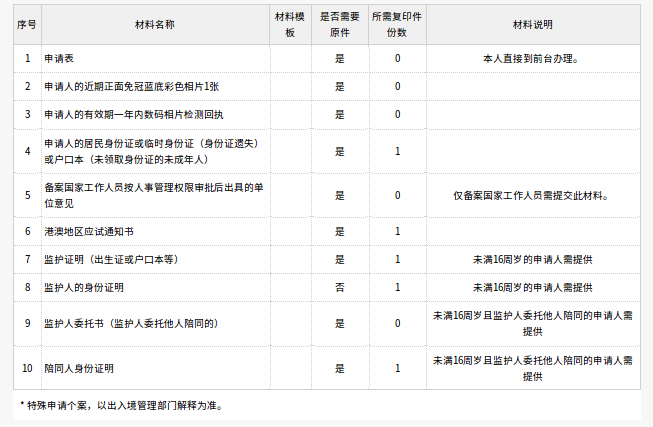 序号 材料名称 材料模板 是否需要原件 所需复印件份数 材料说明
1 申请表 是 0 本人直接到前台办理。
2 申请人的近期正面免冠蓝底彩色相片1张 是 0
3 申请人的有效期一年内数码相片检测回执 是 0
4 申请人的居民身份证或临时身份证（身份证遗失）或户口本（未领取身份证的未成年人） 是 1
5 备案国家工作人员按人事管理权限审批后出具的单位意见 是 0 仅备案国家工作人员需提交此材料。
6 港澳地区应试通知书 是 1
7 监护证明（出生证或户口本等） 是 1 未满16周岁的申请人需提供
8 监护人的身份证明 否 1 未满16周岁的申请人需提供
9 监护人委托书（监护人委托他人陪同的） 是 0 未满16周岁且监护人委托他人陪同的申请人需提供
10 陪同人身份证明 是 1 未满16周岁且监护人委托他人陪同的申请人需提供
* 特殊申请个案，以出入境管理部门解释为准。